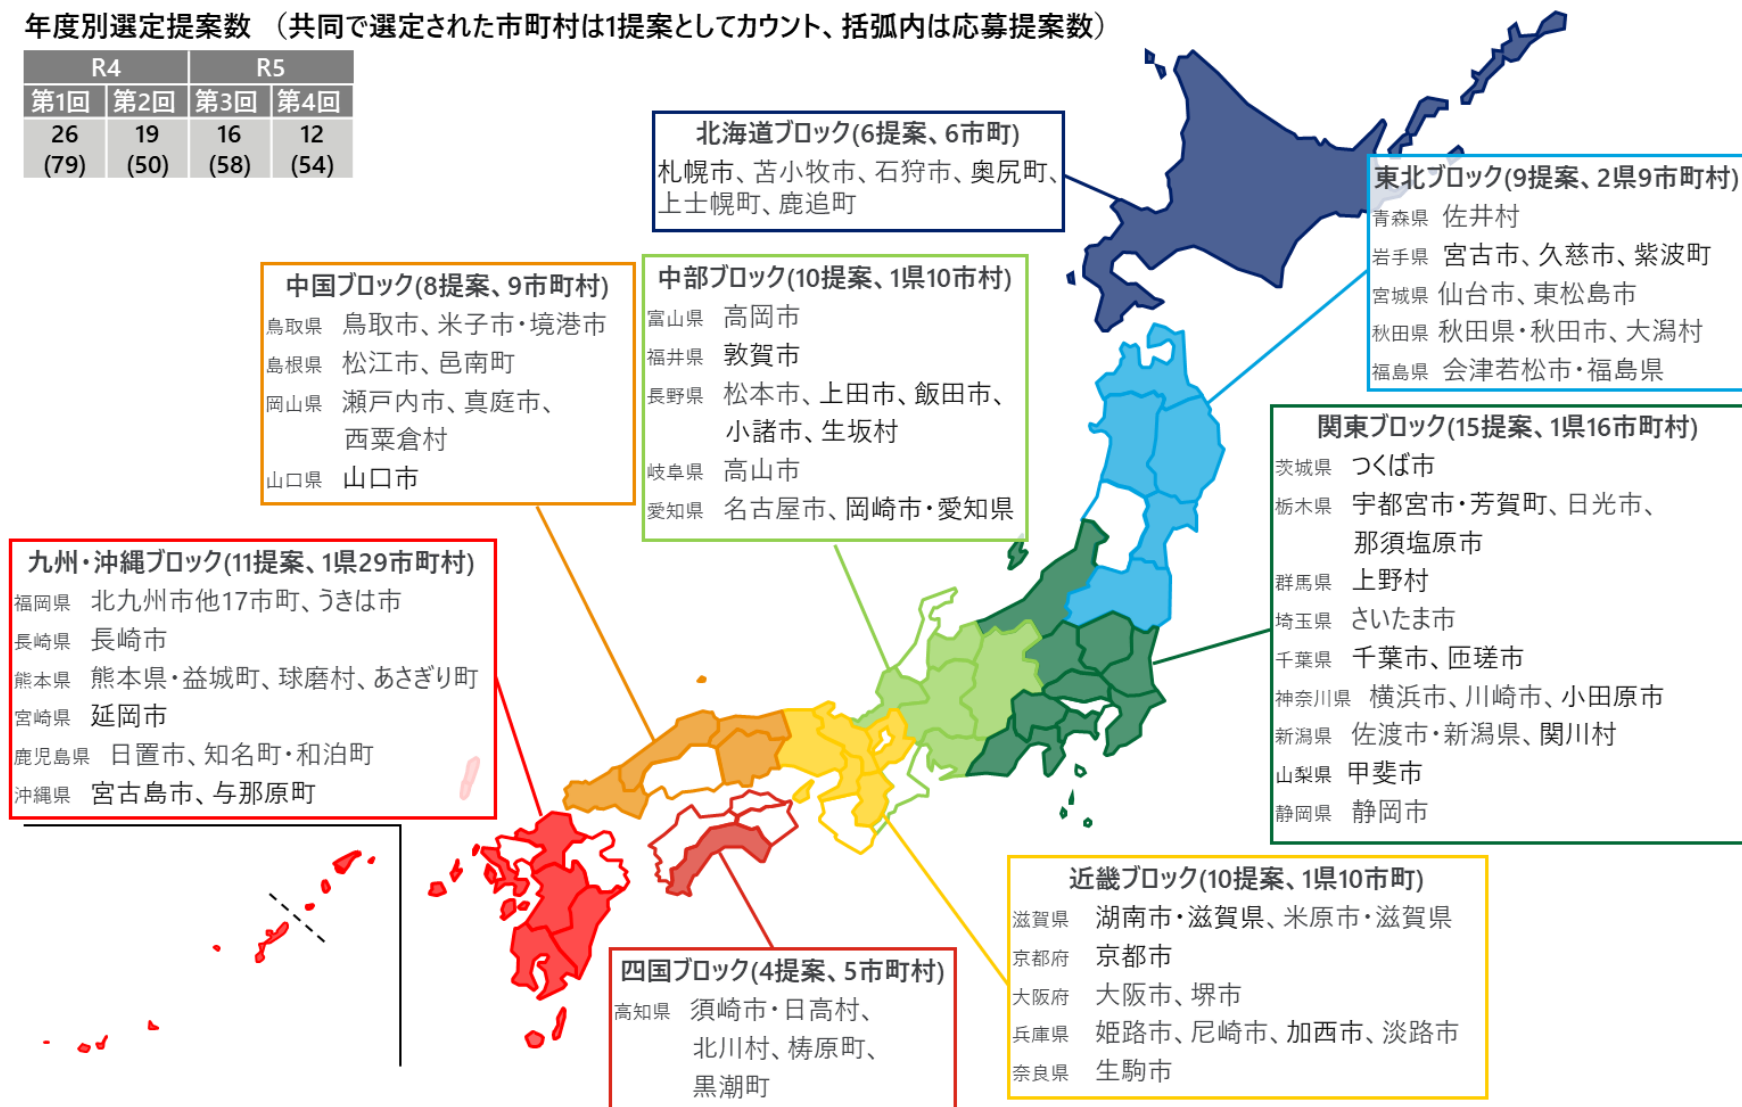 年度別選定提案数 （共同で選定された市町村は1提案としてカウント、括弧内は応募提案数）
R4 R5
第1回 第2回 第3回 第4回
26 19 16 12
(79) (50) (58) (54)
北海道ブロック(6提案、6市町)
札幌市、苫小牧市、石狩市、奥尻町、
上士幌町、鹿追町
東北ブロック(9提案、2県9市町村)
青森県 佐井村
岩手県 宮古市、久慈市、紫波町
宮城県 仙台市、東松島市
秋田県 秋田県・秋田市、大潟村
福島県 会津若松市・福島県
中国ブロック(8提案、9市町村)
鳥取県 鳥取市、米子市・境港市
島根県 松江市、邑南町
岡山県 瀬戸内市、真庭市、
西粟倉村
山口県 山口市
中部ブロック(10提案、1県10市村)
富山県 高岡市
福井県 敦賀市
長野県 松本市、上田市、飯田市、
小諸市、生坂村
岐阜県 高山市
愛知県 名古屋市、岡崎市・愛知県
関東ブロック(15提案、1県16市町村)
茨城県 つくば市
栃木県 宇都宮市・芳賀町、日光市、
那須塩原市
群馬県 上野村
埼玉県 さいたま市
千葉県 千葉市、匝瑳市
神奈川県 横浜市、川崎市、小田原市
新潟県 佐渡市・新潟県、関川村
山梨県 甲斐市
静岡県 静岡市
九州・沖縄ブロック(11提案、1県29市町村)
福岡県 北九州市他17市町、うきは市
長崎県 長崎市
熊本県 熊本県・益城町、球磨村、あさぎり町
宮崎県 延岡市
鹿児島県 日置市、知名町・和泊町
沖縄県 宮古島市、与那原町
四国ブロック(4提案、5市町村)
高知県 須崎市・日高村、
北川村、梼原町、
黒潮町
近畿ブロック(10提案、1県10市町)
滋賀県 湖南市・滋賀県、米原市・滋賀県
京都府 京都市
大阪府 大阪市、堺市
兵庫県 姫路市、尼崎市、加西市、淡路市
奈良県 生駒市